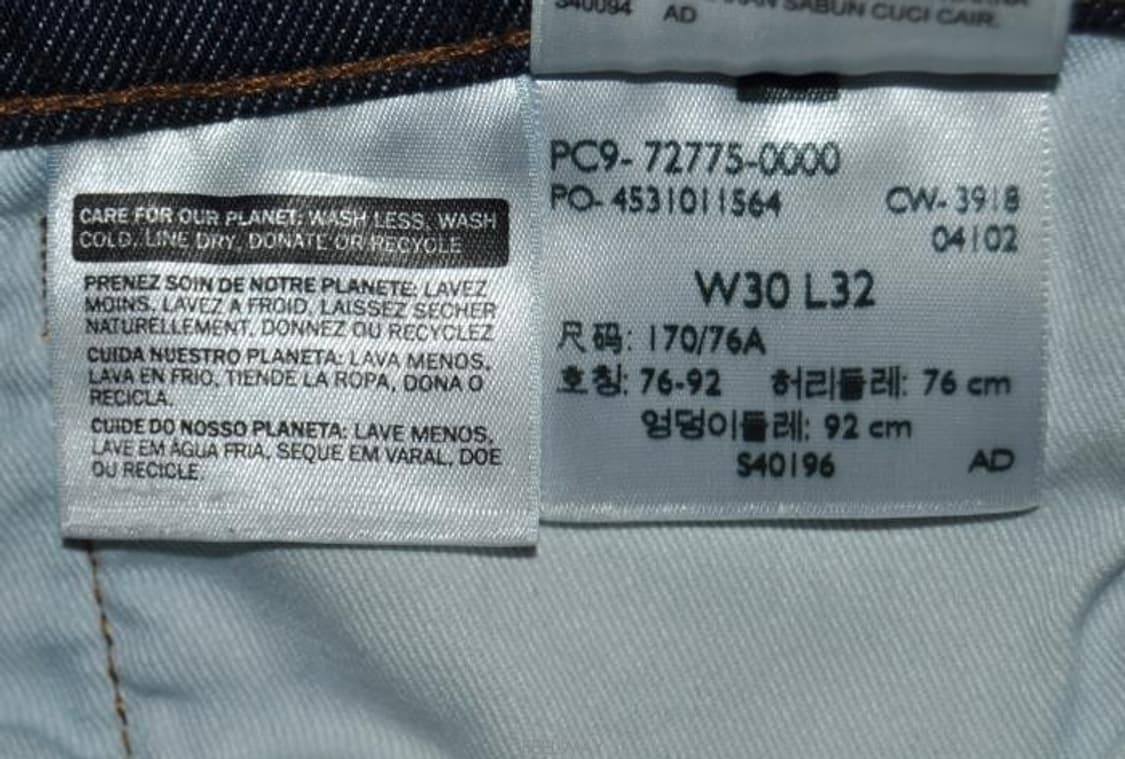 S40094 AD
SABUN CUCI CAIR.
CARE FOR OUR PLANET: WASH LESS, WASH
COLD, LINE DRY, DONATE OR RECYCLE
PRENEZ SOIN DE NOTRE PLANETE: LAVEZ
MOINS, LAVEZ A FROID, LAISSEZ SECHER
NATURELLEMENT, DONNEZ OU RECYCLEZ
CUIDA NUESTRO PLANETA: LAVA MENOS,
LAVA EN FRIO, TIENDE LA ROPA, DONA O
RECICLA.
CUIDE DO NOSSO PLANETA: LAVE MENOS,
LAVE EM AGUA FRIA, SEQUE EM VARAL, DOE
OU RECICLE.
PC9- 72775-0000
PO- 4531011564 CW- 3918
04102
W30 L32
尺码: 170/76A
호칭: 76-92 허리둘레: 76 cm
엉덩이둘레: 92 cm
S40196 AD